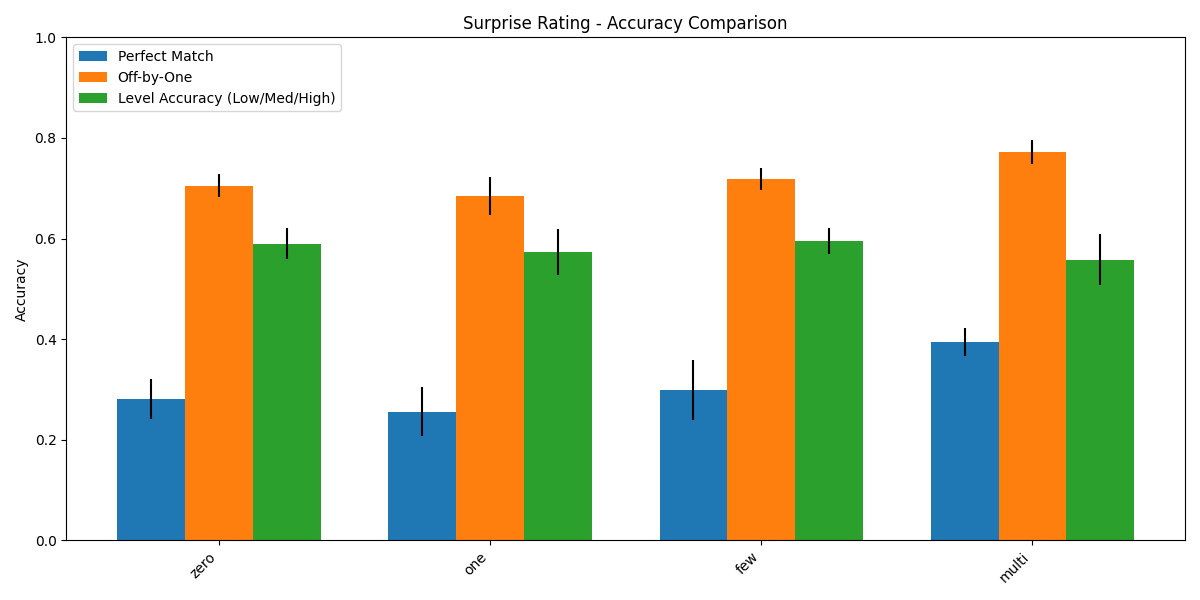 Surprise Rating - Accuracy Comparison
Perfect Match
Off-by-One
Level Accuracy (Low/Med/High)
Accuracy
1.0
0.8
0.6
0.4
0.2
0.0
zero
one
few
multi